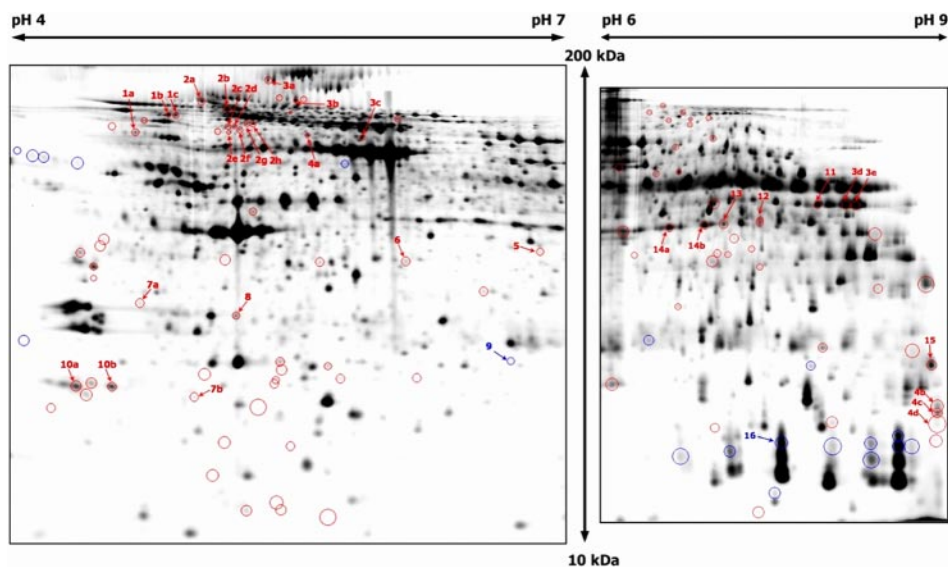 pH 4 pH 7 pH 6 pH 9
200 kDa
2b
2a 2c 2d 3a
1b 1c 3b
1a 3c
2e 2f 2g 2h 4a
11 3d 3e
13 12
14a 14b
6 5
7a
8
9
15
10a 10b
7b
4b
4c
4d
16
10 kDa